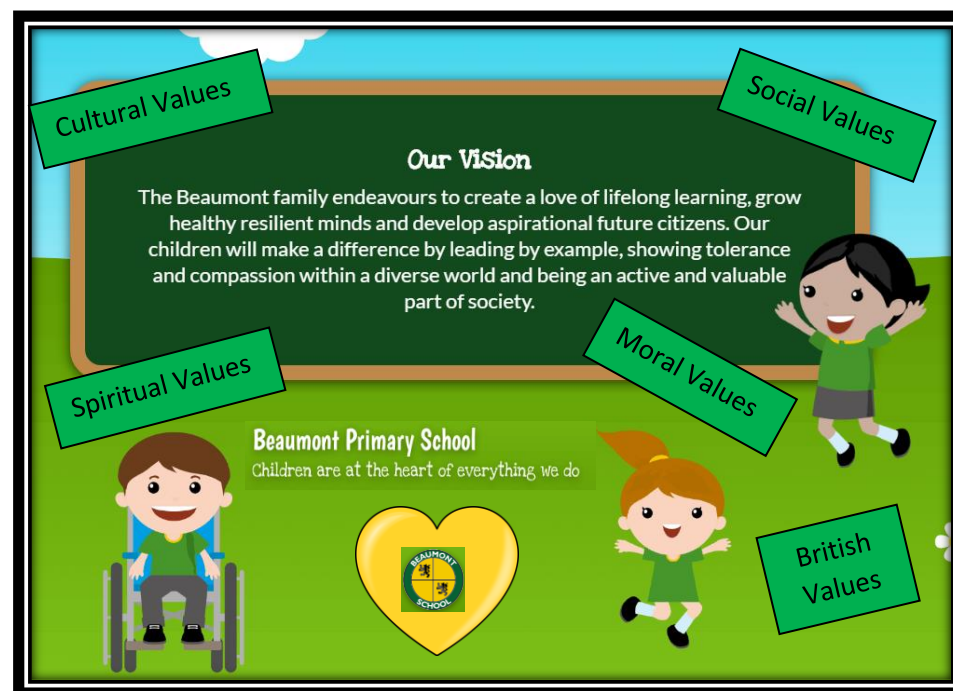 Cultural Values
Social Values
Our Vision
The Beaumont family endeavours to create a love of lifelong learning, grow
healthy resilient minds and develop aspirational future citizens. Our
children will make a difference by leading by example, showing tolerance
and compassion within a diverse world and being an active and valuable
part of society.
Spiritual Values
Moral Values
Beaumont Primary School
Children are at the heart of everything we do
BEAUMONT
SCHOOL
British
Values